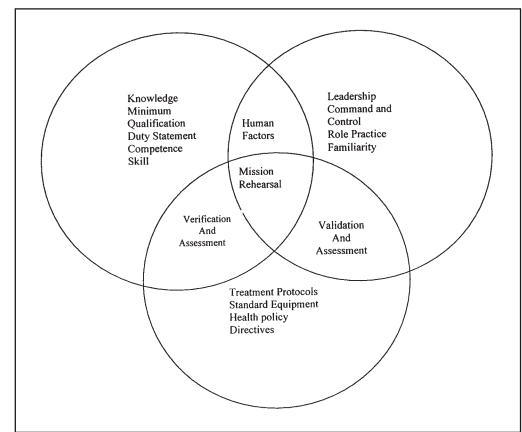 Knowledge
Minimum
Qualification
Duty Statement
Competence
Skill
Human
Factors
Leadership
Command and
Control
Role Practice
Familiarity
Mission
Rehearsal
Verification
And
Assessment
Validation
And
Assessment
Treatment Protocols
Standard Equipment
Health policy
Directives